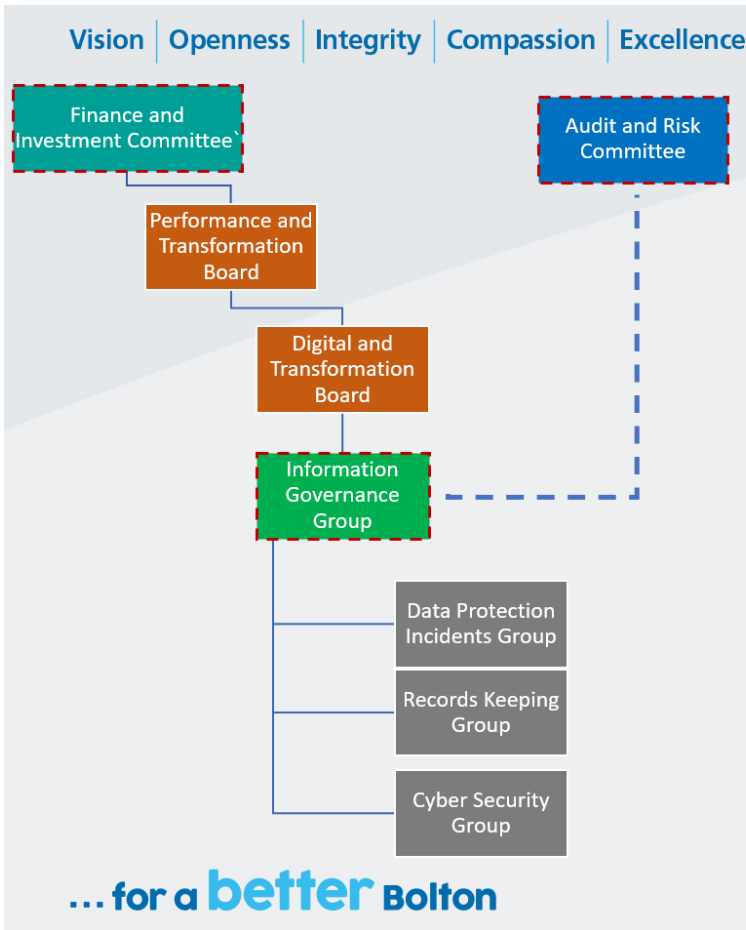 Vision | Openness | Integrity | Compassion | Excellence
Finance and
Investment Committee`
Audit and Risk
Committee
Performance and
Transformation
Board
Digital and
Transformation
Board
Information
Governance
Group
Data Protection
Incidents Group
Records Keeping
Group
Cyber Security
Group
... for a better Bolton